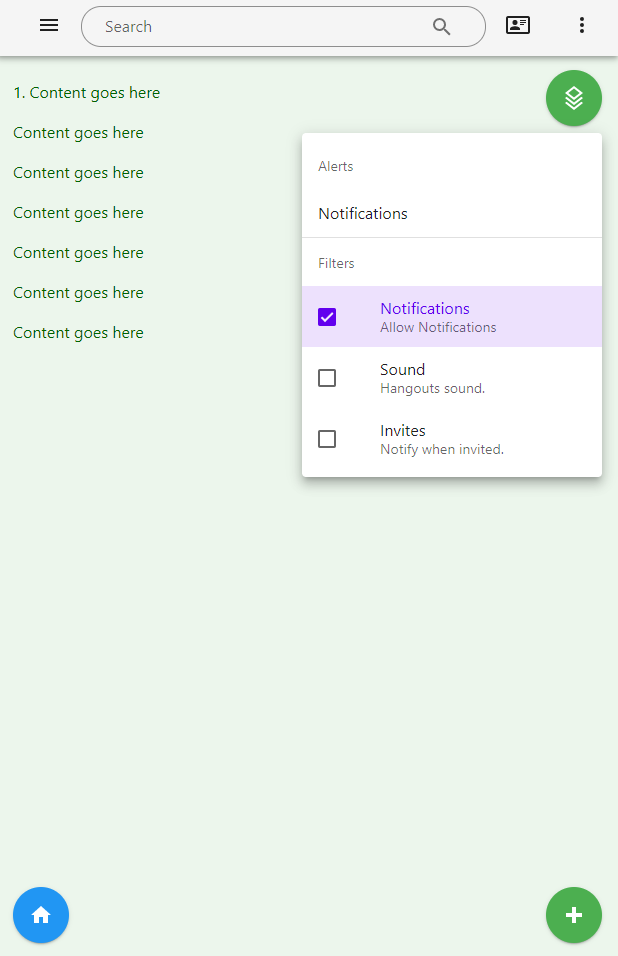 Search
1. Content goes here
Content goes here
Content goes here
Content goes here
Content goes here
Content goes here
Content goes here
Alerts
Notifications
Filters
Notifications
Allow Notifications
Sound
Hangouts sound.
Invites
Notify when invited.